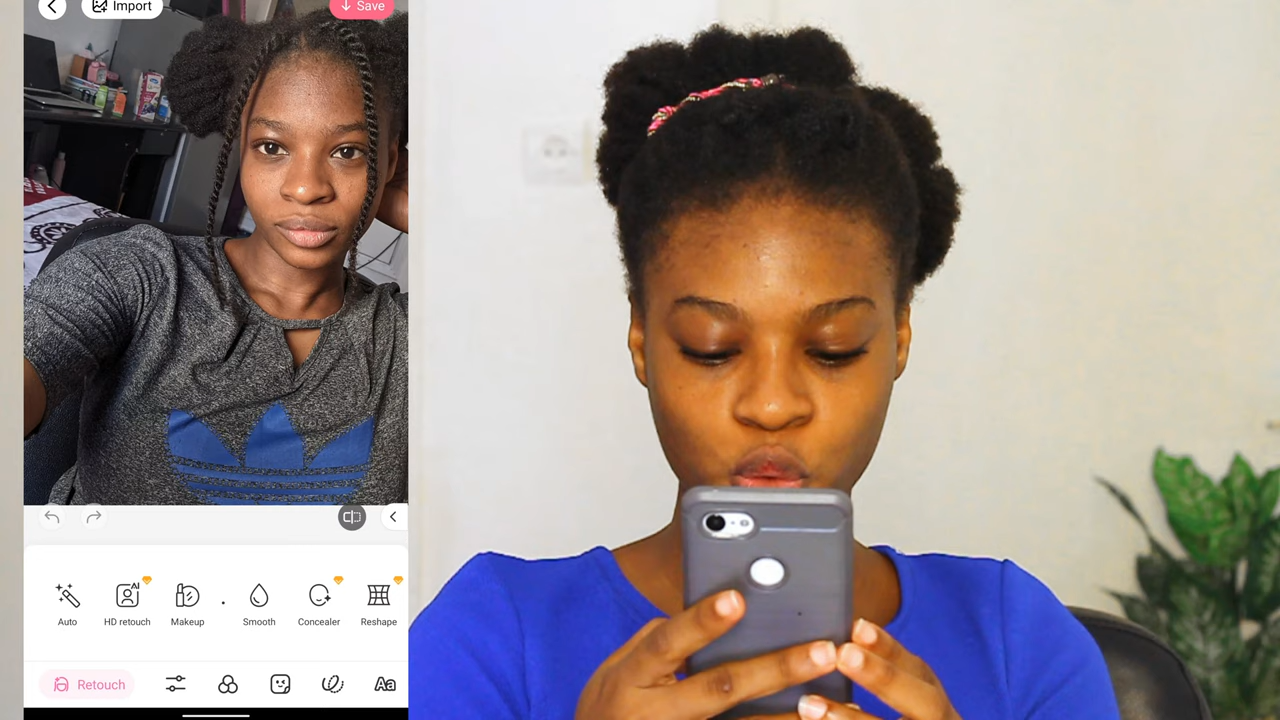 Import
Save
Auto
HD retouch
Makeup
Smooth
Concealer
Reshape
Retouch
Aa